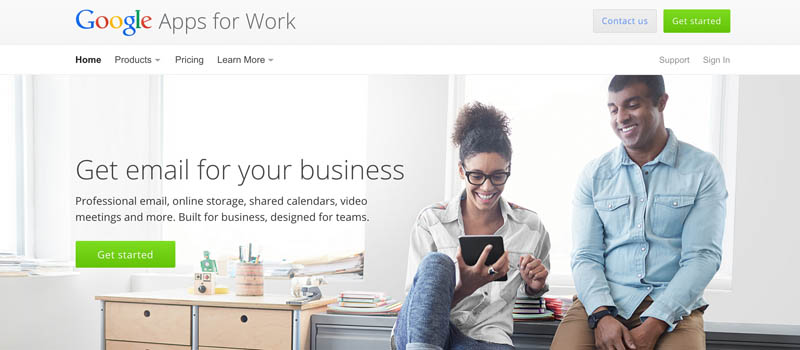 Google Apps for Work
Contact us
Get started
Home
Products
Pricing
Learn More
Support
Sign In
Get email for your business
Professional email, online storage, shared calendars, video
meetings and more. Built for business, designed for teams.
Get started